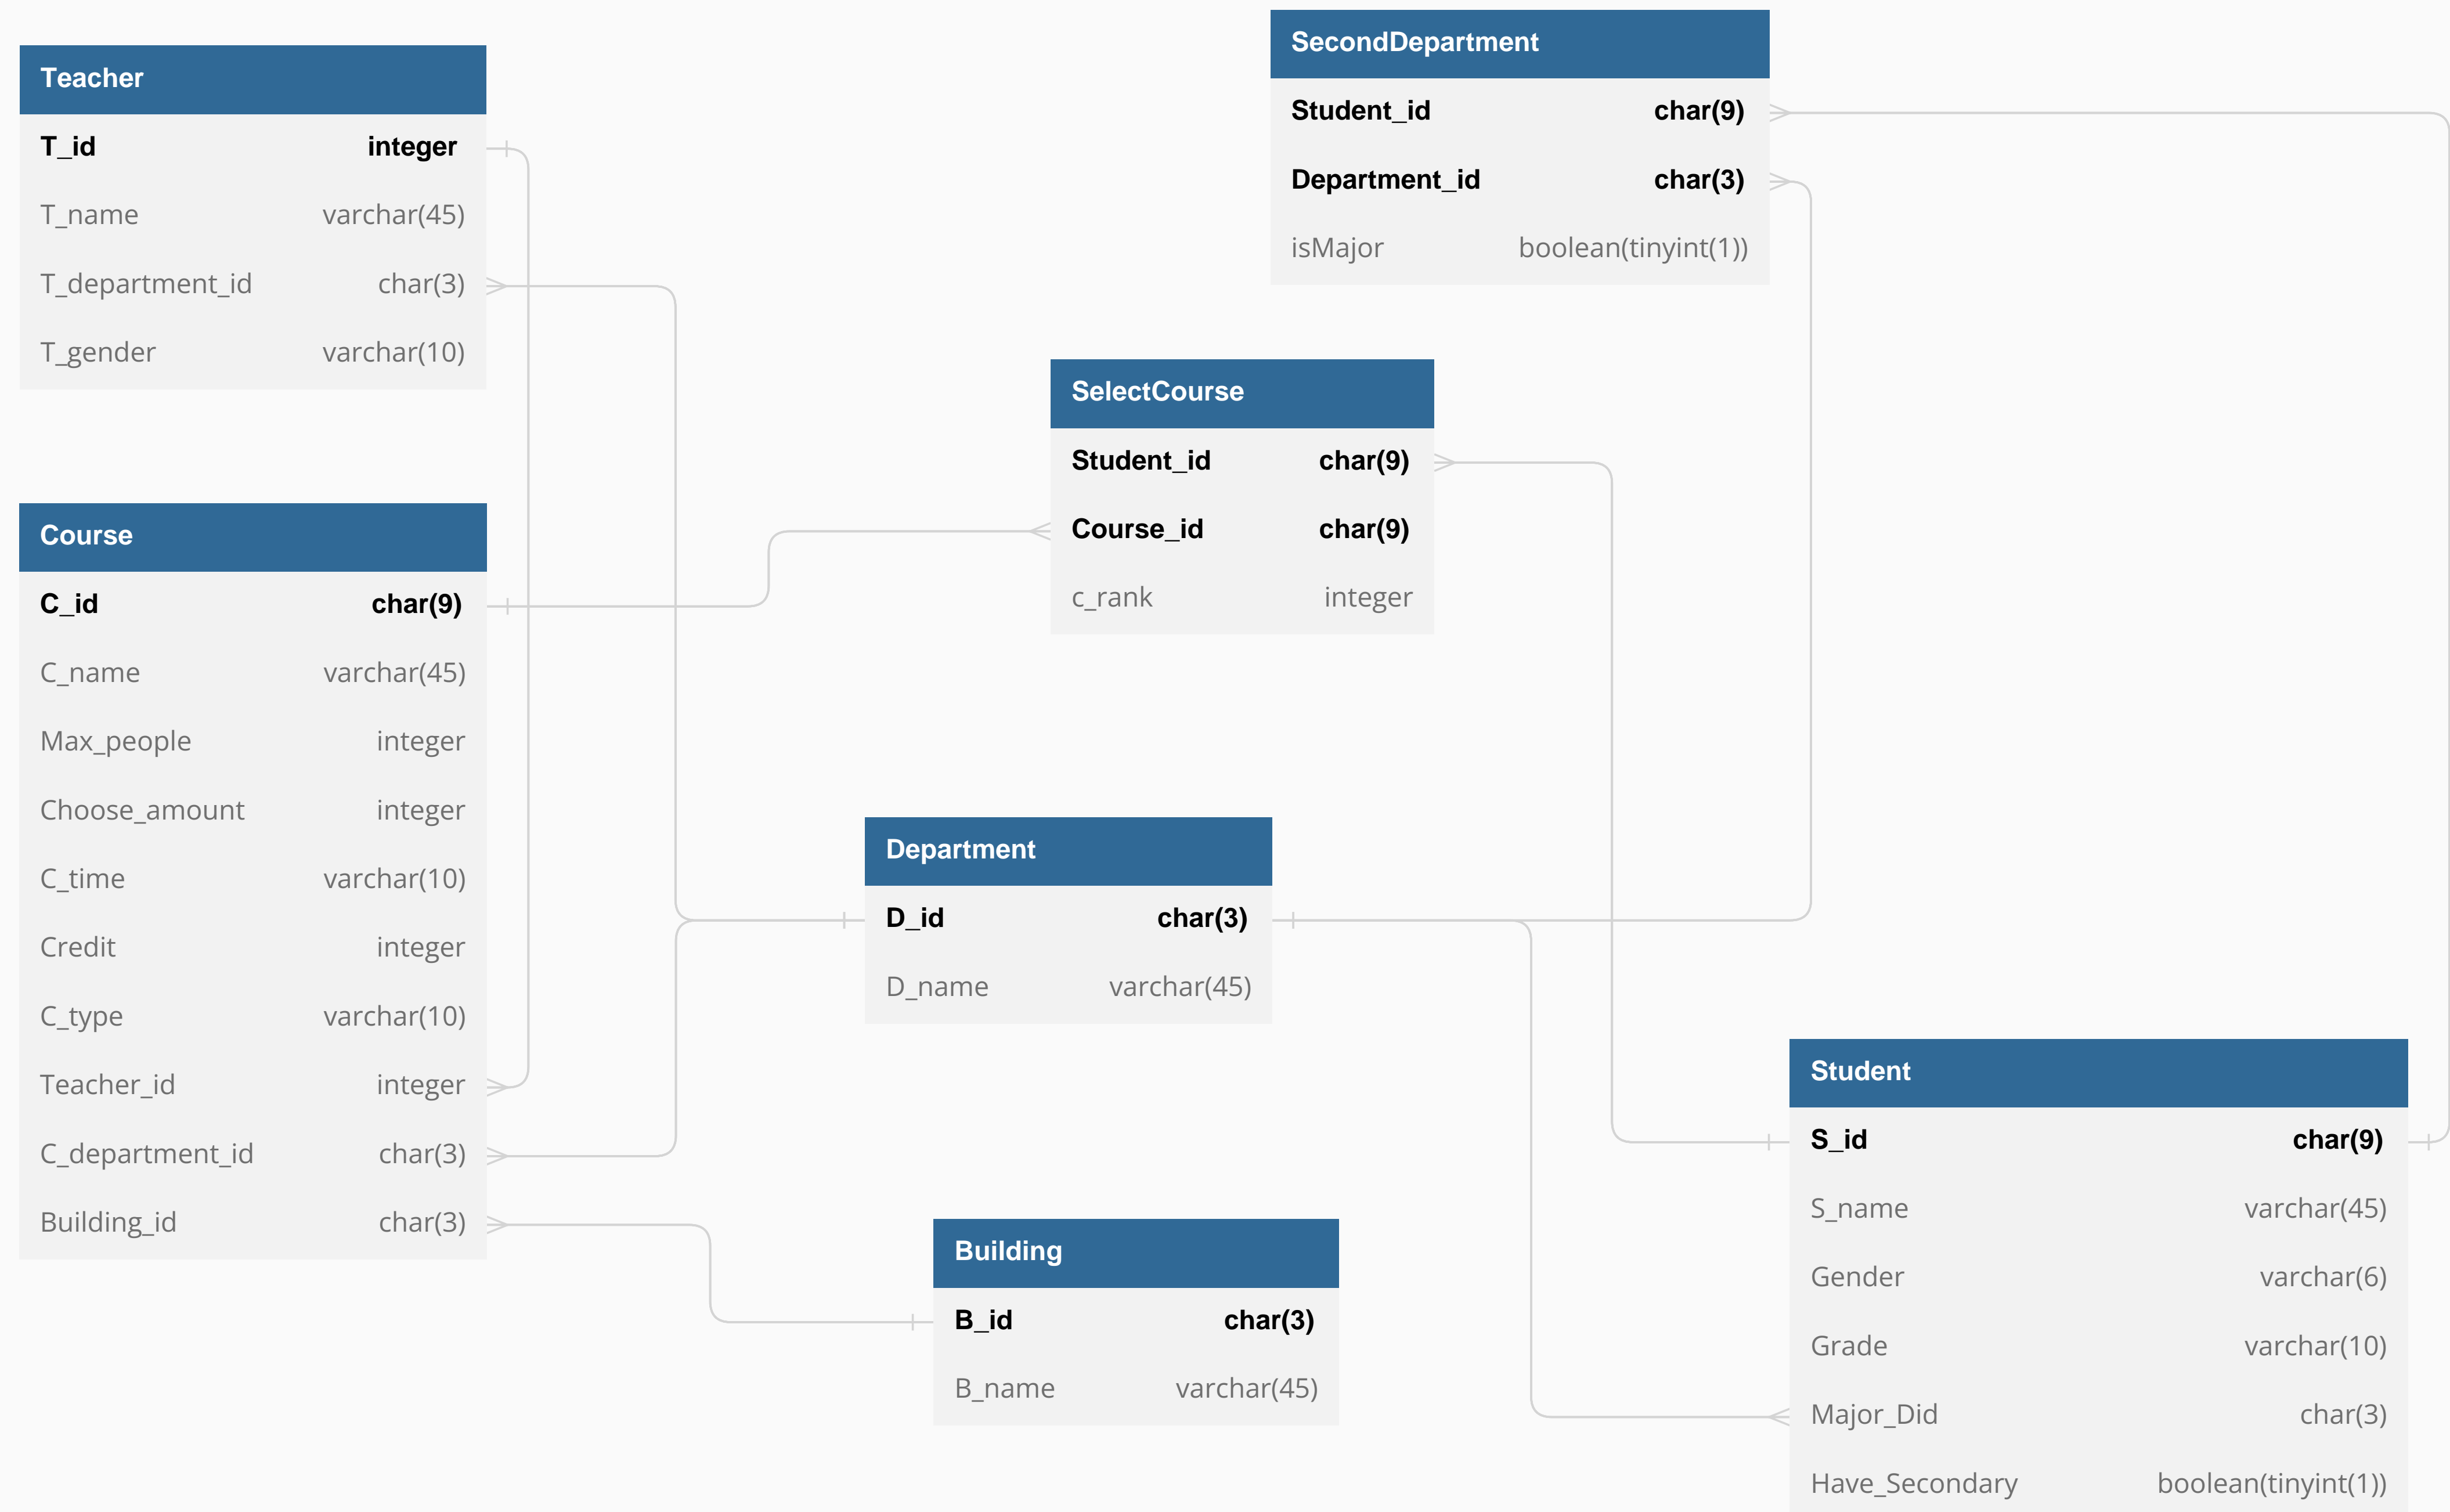 Teacher
T_id integer
T_name varchar(45)
T_department_id char(3)
T_gender varchar(10)
SecondDepartment
Student_id char(9)
Department_id char(3)
isMajor boolean(tinyint(1))
SelectCourse
Student_id char(9)
Course_id char(9)
c_rank integer
Course
C_id char(9)
C_name varchar(45)
Max_people integer
Choose_amount integer
C_time varchar(10)
Credit integer
C_type varchar(10)
Teacher_id integer
C_department_id char(3)
Building_id char(3)
Department
D_id char(3)
D_name varchar(45)
Building
B_id char(3)
B_name varchar(45)
Student
S_id char(9)
S_name varchar(45)
Gender varchar(6)
Grade varchar(10)
Major_Did char(3)
Have_Secondary boolean(tinyint(1))